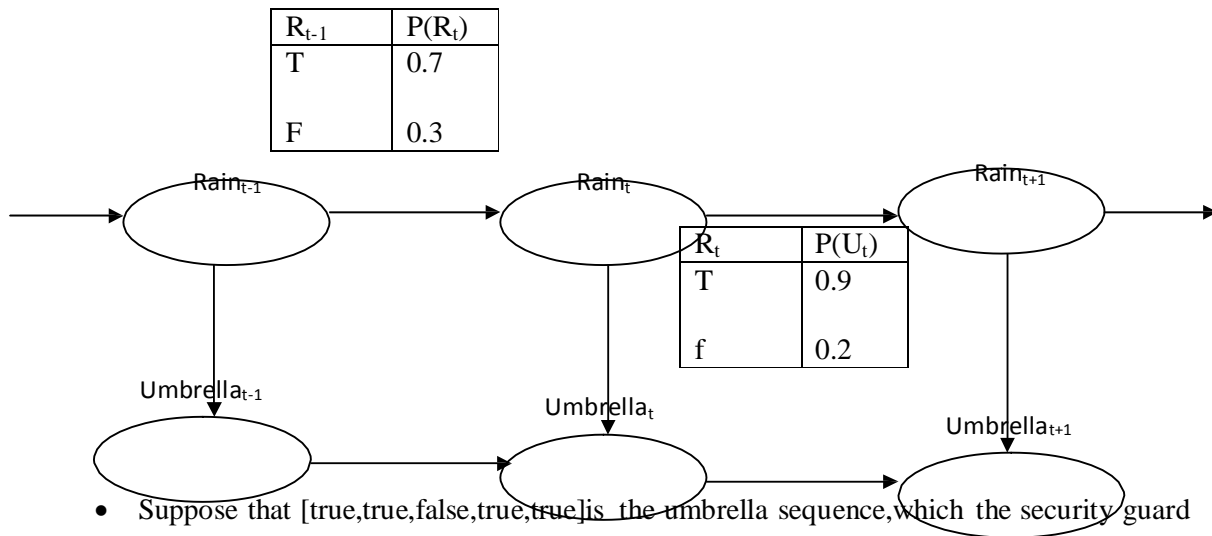 R_{t-1} P(R_t)
T 0.7
F 0.3
Rain_{t-1} Rain_t Rain_{t+1}
R_t P(U_t)
T 0.9
f 0.2
Umbrella_{t-1} Umbrella_t Umbrella_{t+1}
• Suppose that [true,true,false,true,true]is the umbrella sequence,which the security guard